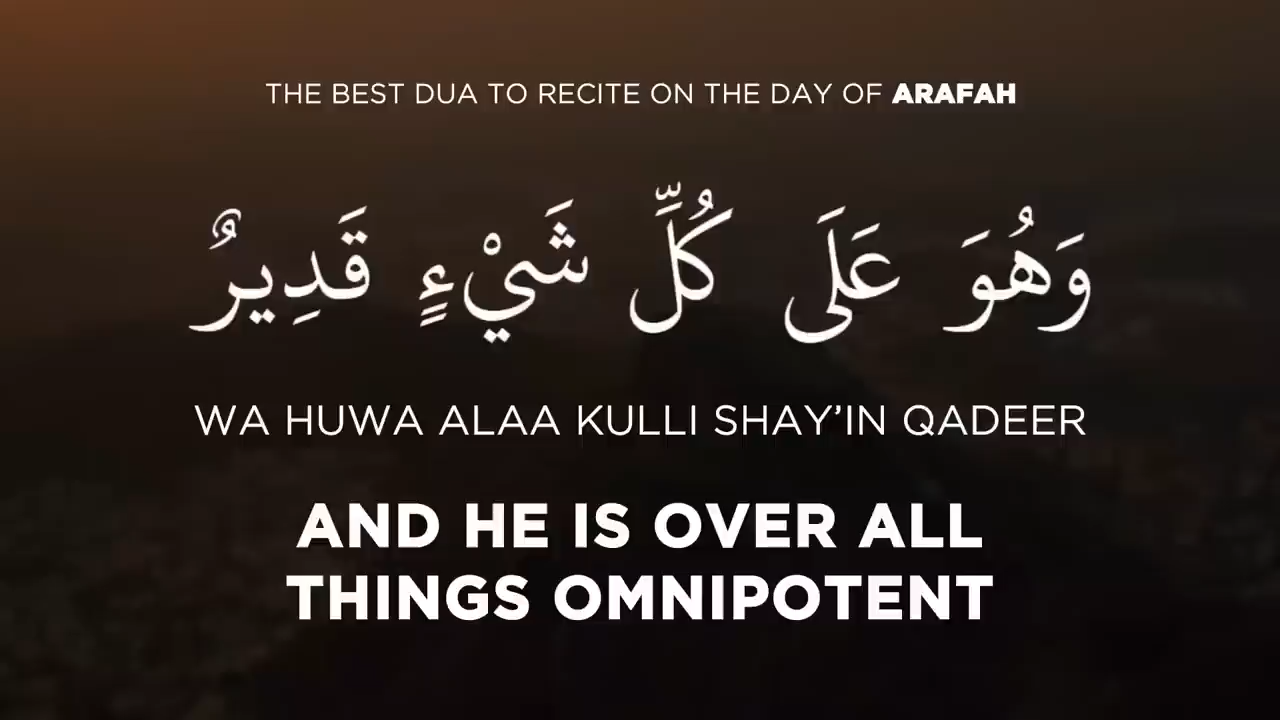 THE BEST DUA TO RECITE ON THE DAY OF ARAFAH
وَهُوَ عَلَى كُلِّ شَيْءٍ قَدِيرٌ
WA HUWA ALAA KULLI SHAY’IN QADEER
AND HE IS OVER ALL
THINGS OMNIPOTENT